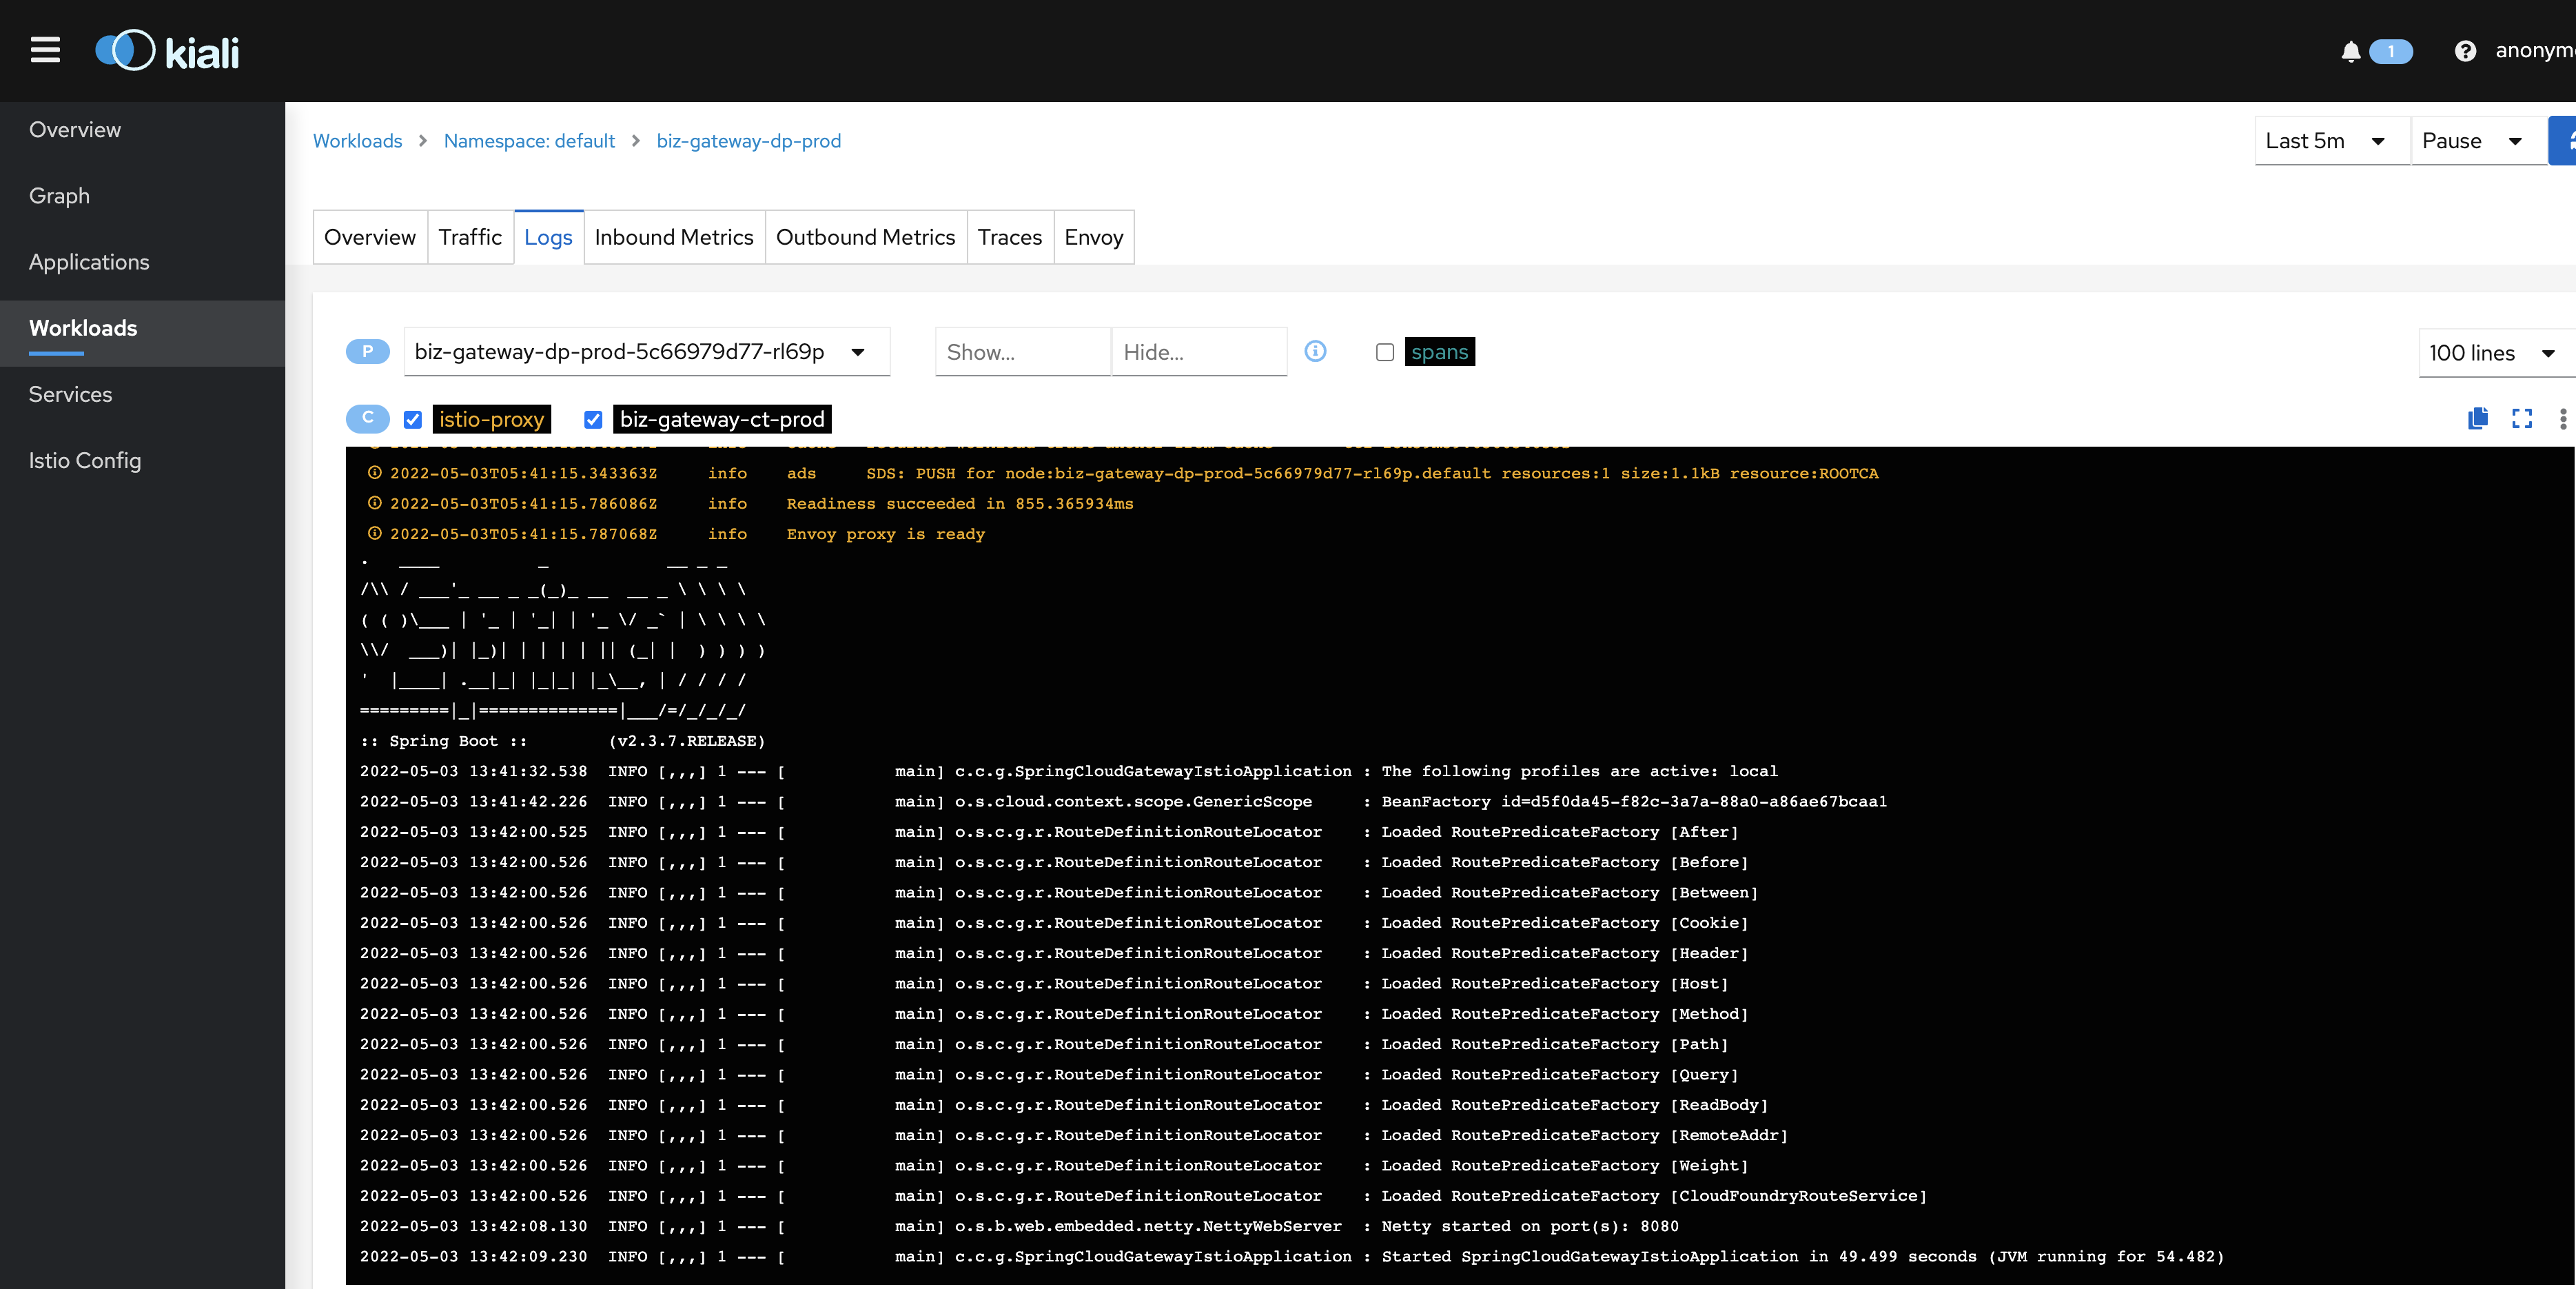 kiali
1
anonym
Overview
Graph
Applications
Workloads
Services
Istio Config
Workloads > Namespace: default > biz-gateway-dp-prod
Last 5m
Pause
Overview Traffic Logs Inbound Metrics Outbound Metrics Traces Envoy
P biz-gateway-dp-prod-5c66979d77-rl69p Show... Hide... spans 100 lines
C istio-proxy biz-gateway-ct-prod
2022-05-03T05:41:15.343363Z info ads SDS: PUSH for node:biz-gateway-dp-prod-5c66979d77-rl69p.default resources:1 size:1.1kB resource:ROOTCA
2022-05-03T05:41:15.786086Z info Readiness succeeded in 855.365934ms
2022-05-03T05:41:15.787068Z info Envoy proxy is ready
.   ____          _            __ _ _
/\\ / ___'_ __ _ _(_)_ __  __ _ \ \ \ \
( ( )\___ | '_ | '_| | '_ \/ _` | \ \ \ \
\\/  ___)| |_)| | | | | || (_| |  ) ) ) )
'  |____| .__|_| |_|_| |_\__, | / / / /
=========|_|==============|___/=/_/_/_/
:: Spring Boot ::        (v2.3.7.RELEASE)
2022-05-03 13:41:32.538  INFO [,,,] 1 --- [           main] c.c.g.SpringCloudGatewayIstioApplication : The following profiles are active: local
2022-05-03 13:41:42.226  INFO [,,,] 1 --- [           main] o.s.cloud.context.scope.GenericScope     : BeanFactory id=d5f0da45-f82c-3a7a-88a0-a86ae67bcaa1
2022-05-03 13:42:00.525  INFO [,,,] 1 --- [           main] o.s.c.g.r.RouteDefinitionRouteLocator    : Loaded RoutePredicateFactory [After]
2022-05-03 13:42:00.526  INFO [,,,] 1 --- [           main] o.s.c.g.r.RouteDefinitionRouteLocator    : Loaded RoutePredicateFactory [Before]
2022-05-03 13:42:00.526  INFO [,,,] 1 --- [           main] o.s.c.g.r.RouteDefinitionRouteLocator    : Loaded RoutePredicateFactory [Between]
2022-05-03 13:42:00.526  INFO [,,,] 1 --- [           main] o.s.c.g.r.RouteDefinitionRouteLocator    : Loaded RoutePredicateFactory [Cookie]
2022-05-03 13:42:00.526  INFO [,,,] 1 --- [           main] o.s.c.g.r.RouteDefinitionRouteLocator    : Loaded RoutePredicateFactory [Header]
2022-05-03 13:42:00.526  INFO [,,,] 1 --- [           main] o.s.c.g.r.RouteDefinitionRouteLocator    : Loaded RoutePredicateFactory [Host]
2022-05-03 13:42:00.526  INFO [,,,] 1 --- [           main] o.s.c.g.r.RouteDefinitionRouteLocator    : Loaded RoutePredicateFactory [Method]
2022-05-03 13:42:00.526  INFO [,,,] 1 --- [           main] o.s.c.g.r.RouteDefinitionRouteLocator    : Loaded RoutePredicateFactory [Path]
2022-05-03 13:42:00.526  INFO [,,,] 1 --- [           main] o.s.c.g.r.RouteDefinitionRouteLocator    : Loaded RoutePredicateFactory [Query]
2022-05-03 13:42:00.526  INFO [,,,] 1 --- [           main] o.s.c.g.r.RouteDefinitionRouteLocator    : Loaded RoutePredicateFactory [ReadBody]
2022-05-03 13:42:00.526  INFO [,,,] 1 --- [           main] o.s.c.g.r.RouteDefinitionRouteLocator    : Loaded RoutePredicateFactory [RemoteAddr]
2022-05-03 13:42:00.526  INFO [,,,] 1 --- [           main] o.s.c.g.r.RouteDefinitionRouteLocator    : Loaded RoutePredicateFactory [Weight]
2022-05-03 13:42:00.526  INFO [,,,] 1 --- [           main] o.s.c.g.r.RouteDefinitionRouteLocator    : Loaded RoutePredicateFactory [CloudFoundryRouteService]
2022-05-03 13:42:08.130  INFO [,,,] 1 --- [           main] o.s.b.web.embedded.netty.NettyWebServer  : Netty started on port(s): 8080
2022-05-03 13:42:09.230  INFO [,,,] 1 --- [           main] c.c.g.SpringCloudGatewayIstioApplication : Started SpringCloudGatewayIstioApplication in 49.499 seconds (JVM running for 54.482)